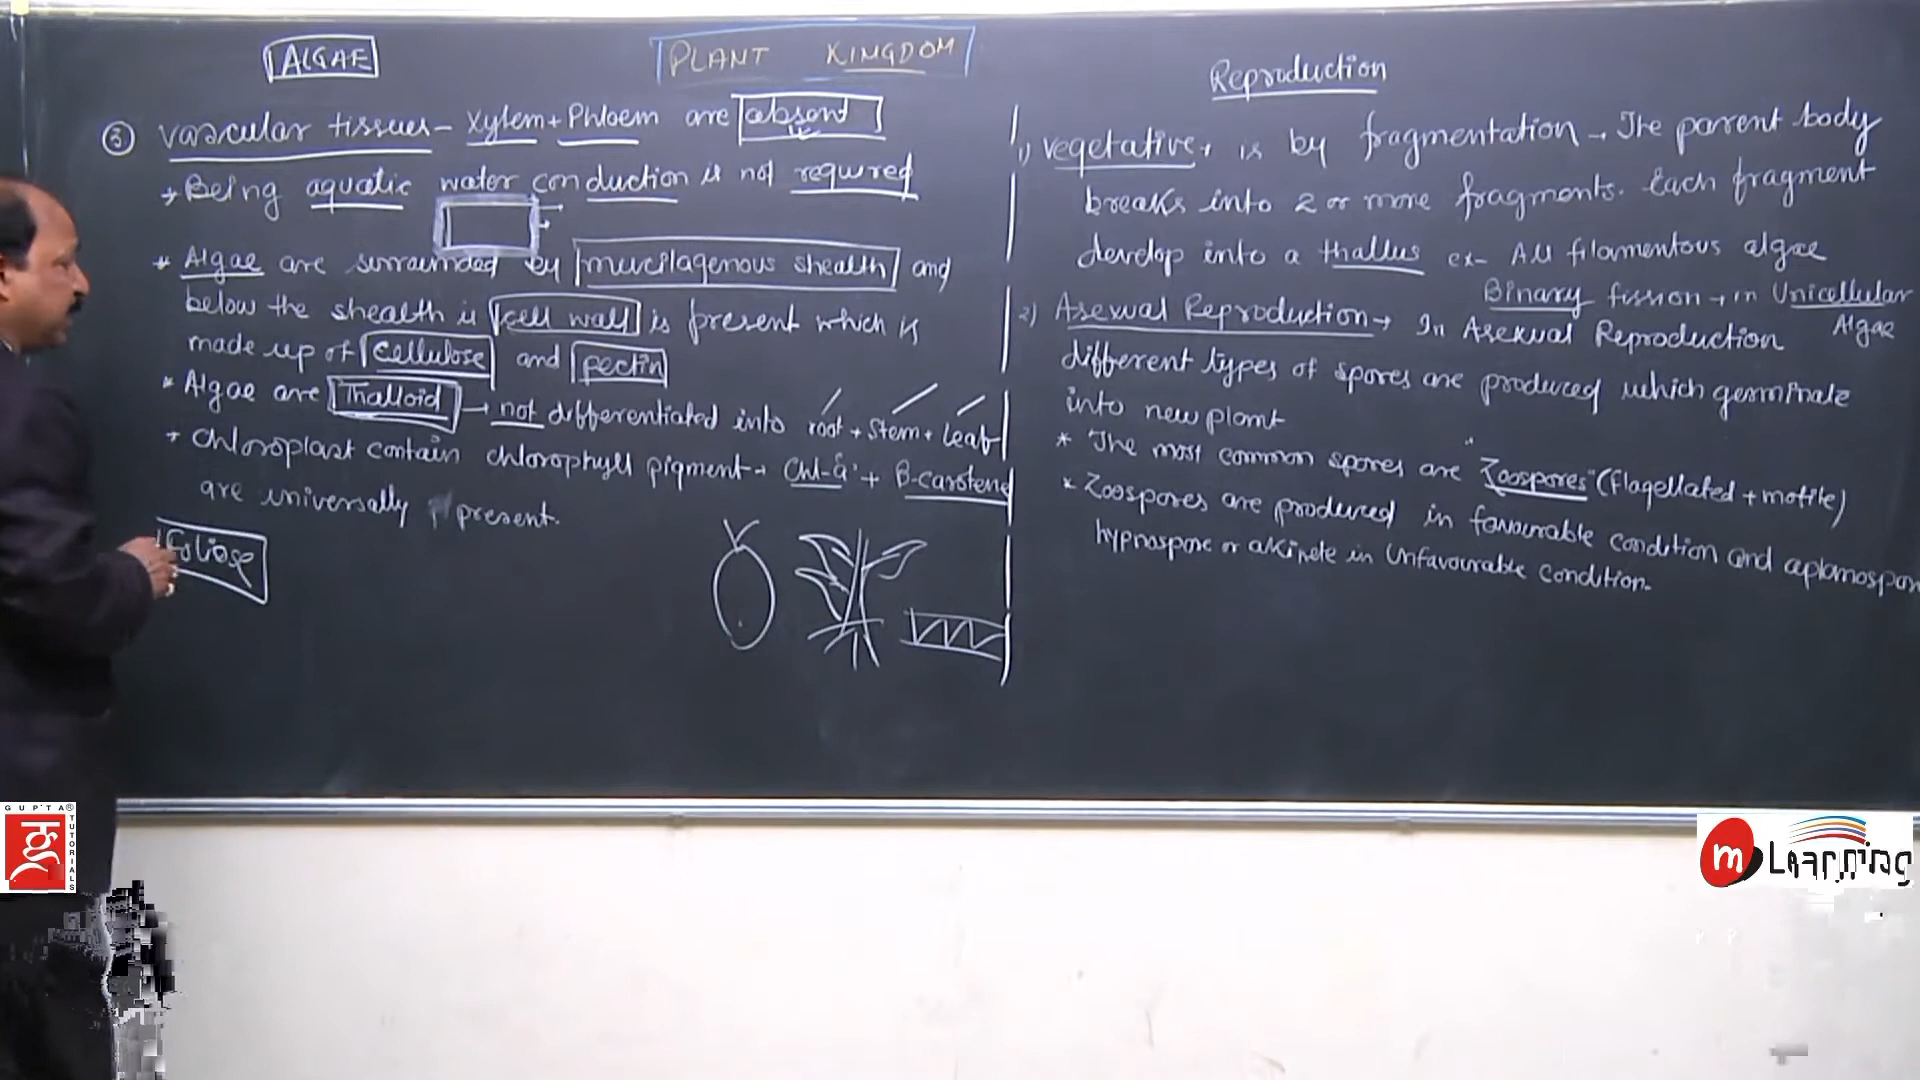 ALGAE
PLANT KINGDOM
③ vascular tissues - Xylem + Phloem are absent
Being aquatic water conduction is not required
* Algae are surrounded by mucilagenous shealth and
below the shealth is cell wall is present which is
made up of cellulose and pectin
* Algae are Thalloid → not differentiated into root + stem + leaf
+ Chloroplast contain chlorophyll pigment → Chl-'a' + B-carotene
are universally present.
foliose
Reproduction
1) Vegetative → is by fragmentation → The parent body
breaks into 2 or more fragments. Each fragment
develop into a thallus ex- All filamentous algae
Binary fission → in Unicellular
Algae
2) Asexual Reproduction → In Asexual Reproduction
different types of spores are produced which germinate
into new plant
* The most common spores are "Zoospores" (flagellated + motile)
* Zoospores are produced in favourable condition and aplanospore
hypnospore or akinete in Unfavourable condition.
GUPTA®
TUTORIALS
m Learning